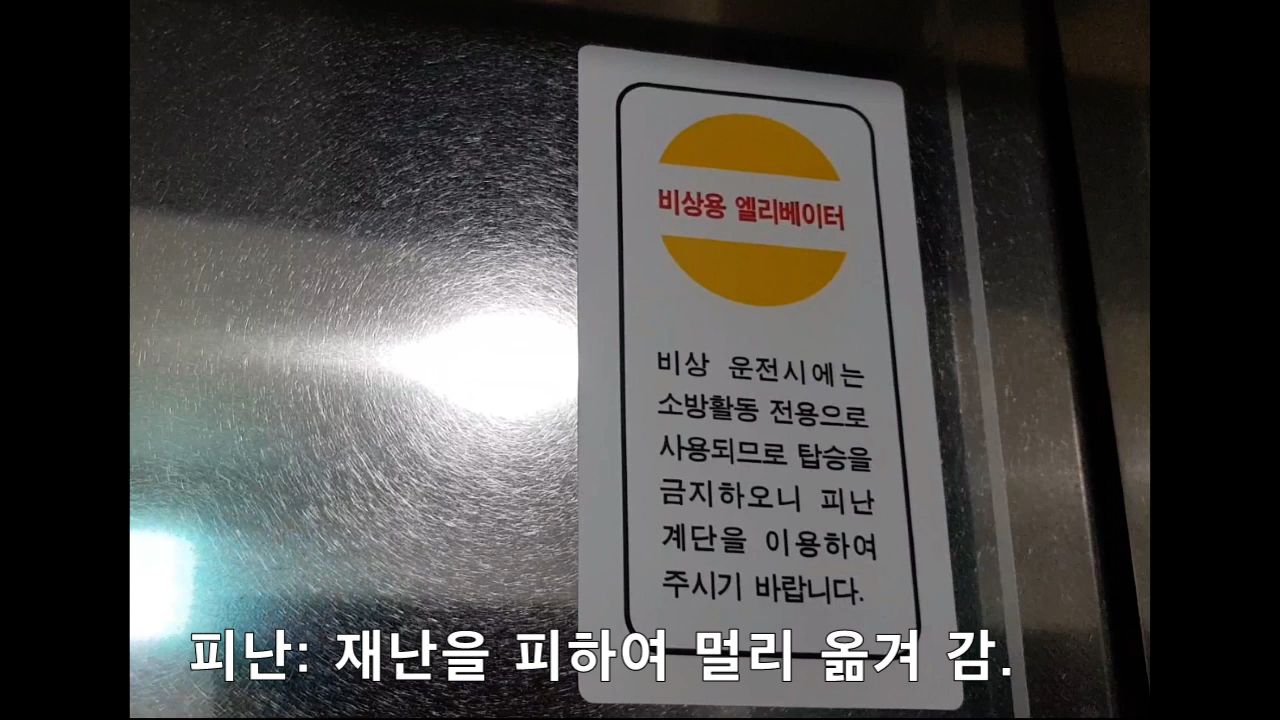 비상용 엘리베이터
비상 운전시에는
소방활동 전용으로
사용되므로 탑승을
금지하오니 피난
계단을 이용하여
주시기 바랍니다.
피난: 재난을 피하여 멀리 옮겨 감.